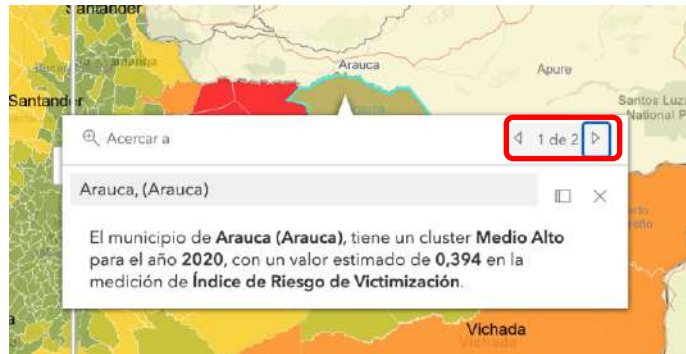 Santander
Arauca
Apure
Santander
Santos Luz
National P
Acercar a
1 de 2
Arauca, (Arauca)
El municipio de Arauca (Arauca), tiene un cluster Medio Alto
para el año 2020, con un valor estimado de 0,394 en la
medición de Índice de Riesgo de Victimización.
Vichada
Vichada